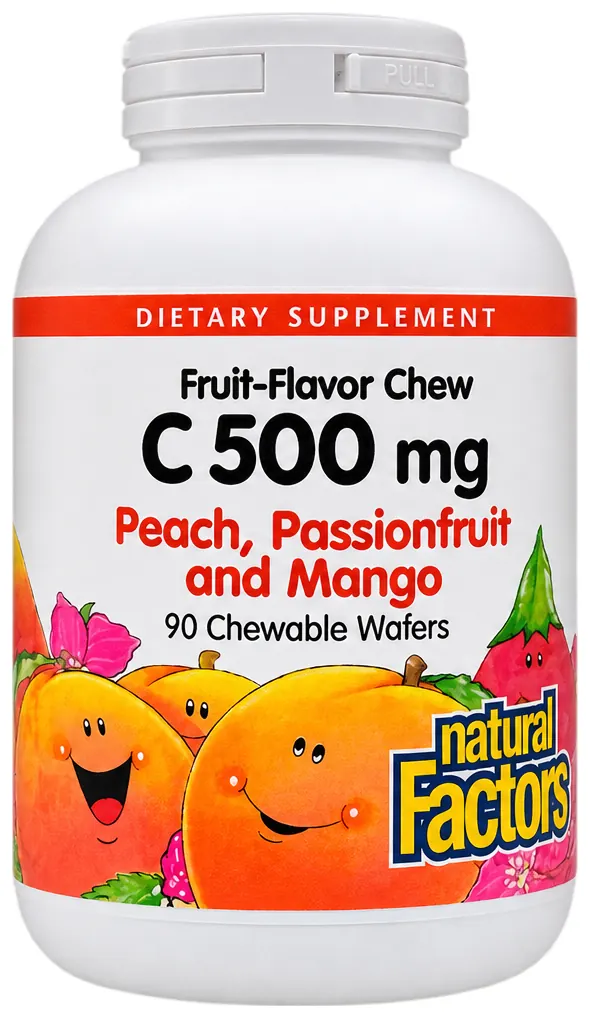 PULL
DIETARY SUPPLEMENT
Fruit-Flavor Chew
C 500 mg
Peach, Passionfruit
and Mango
90 Chewable Wafers
natural
Factors